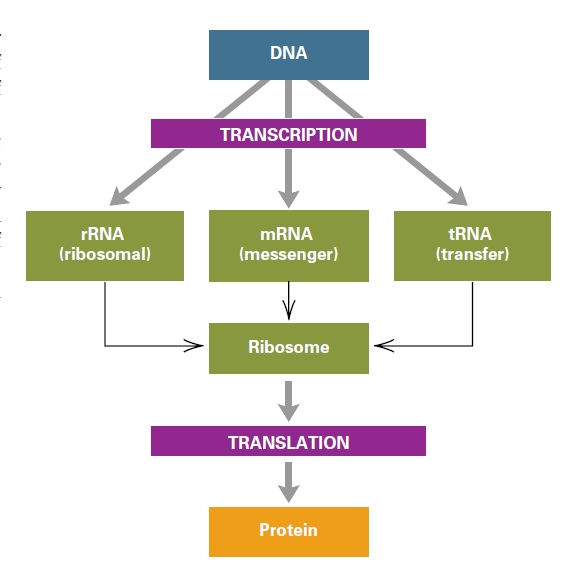 DNA
TRANSCRIPTION
rRNA
(ribosomal)
mRNA
(messenger)
tRNA
(transfer)
Ribosome
TRANSLATION
Protein